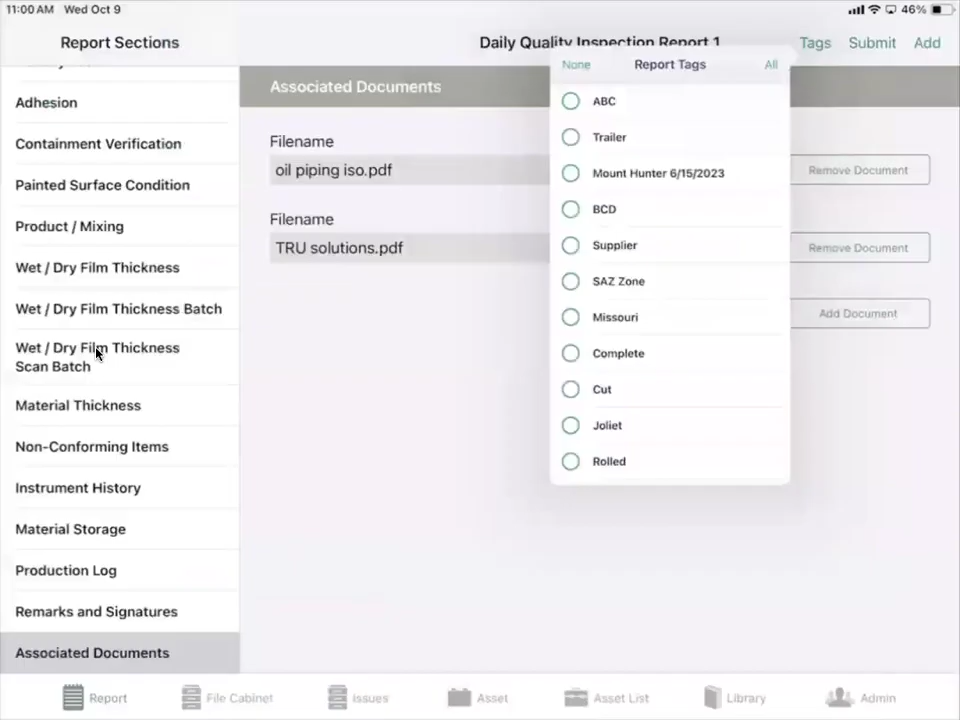 11:00 AM Wed Oct 9
46%
Report Sections
Daily Quality Inspection Report 1
Tags
Submit
Add
Adhesion
Containment Verification
Painted Surface Condition
Product / Mixing
Wet / Dry Film Thickness
Wet / Dry Film Thickness Batch
Wet / Dry Film Thickness
Scan Batch
Material Thickness
Non-Conforming Items
Instrument History
Material Storage
Production Log
Remarks and Signatures
Associated Documents
Associated Documents
Filename
oil piping iso.pdf
Remove Document
Filename
TRU solutions.pdf
Remove Document
Add Document
None
Report Tags
All
ABC
Trailer
Mount Hunter 6/15/2023
BCD
Supplier
SAZ Zone
Missouri
Complete
Cut
Joliet
Rolled
Report
File Cabinet
Issues
Asset
Asset List
Library
Admin